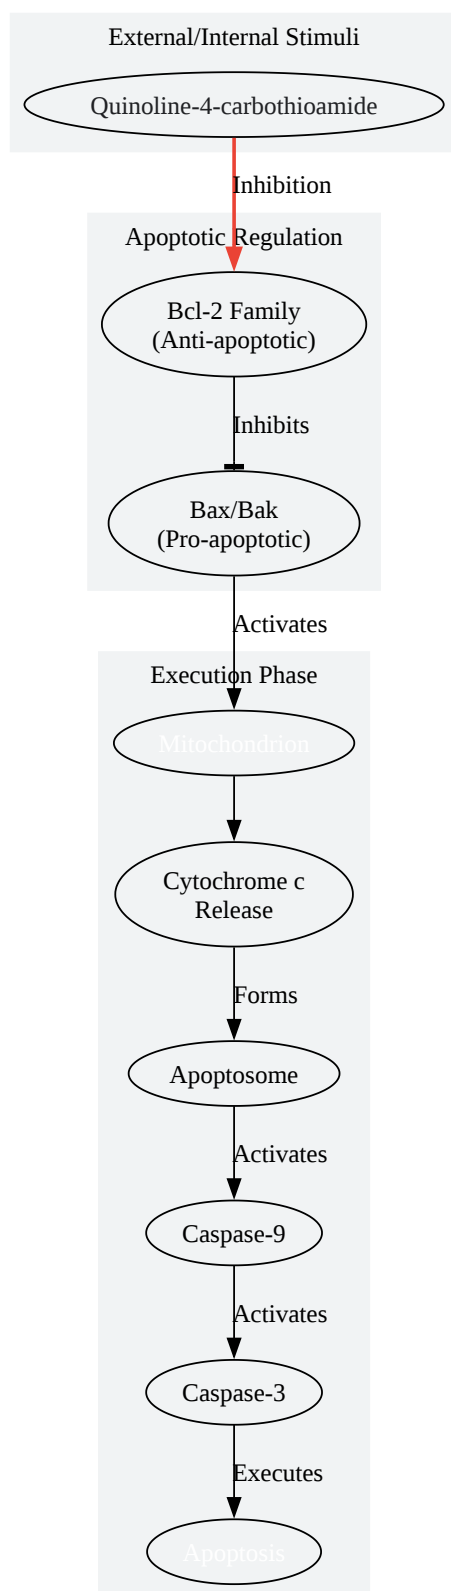 External/Internal Stimuli
Quinoline-4-carbothioamide
Inhibition
Apoptotic Regulation
Bcl-2 Family
(Anti-apoptotic)
Inhibits
Bax/Bak
(Pro-apoptotic)
Activates
Execution Phase
Mitochondrion
Cytochrome c
Release
Forms
Apoptosome
Activates
Caspase-9
Activates
Caspase-3
Executes
Apoptosis